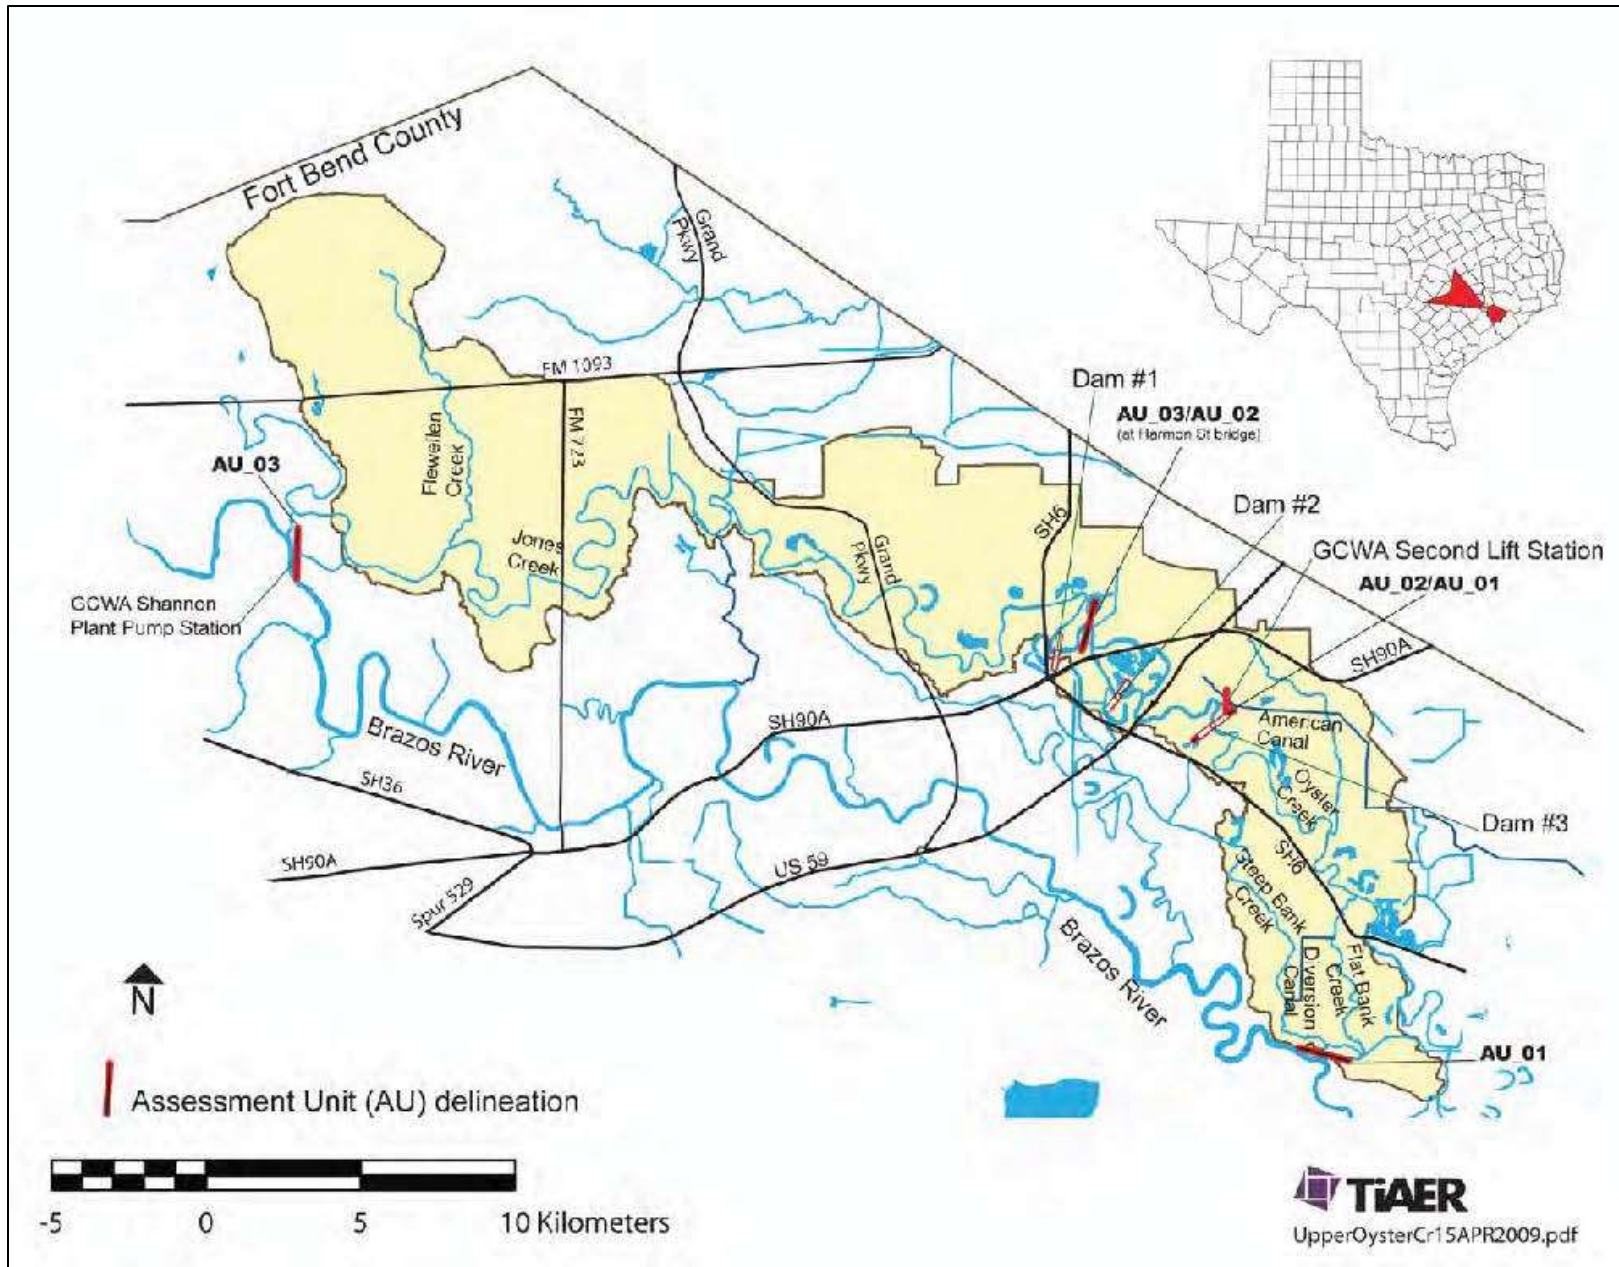 Fort Bend County
Grand
Pkwy
FM 1093
Dam #1
AU_03/AU_02
(at Harmon St bridge)
FM 723
Flewellen
Creek
AU_03
Dam #2
SH6
GCWA Second Lift Station
AU_02/AU_01
Jones
Creek
Grand
Pkwy
GCWA Shannon
Plant Pump Station
SH90A
American
Canal
SH90A
Brazos River
SH36
Oyster
Creek
Dam #3
SH90A
US 59
SH6
Spur 529
Steep Bank
Creek
Brazos River
Flat Bank
Creek
Diversion
Canal
AU_01
N
Assessment Unit (AU) delineation
-5 0 5 10 Kilometers
TiAER
UpperOysterCr15APR2009.pdf